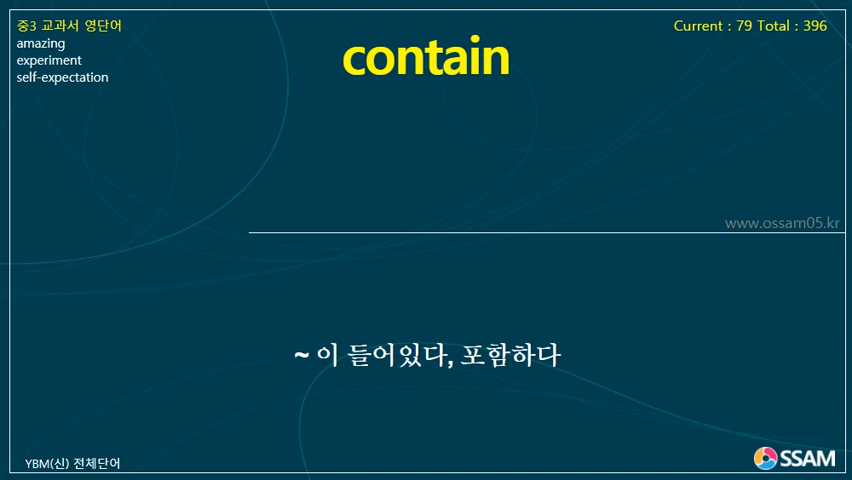 중3 교과서 영단어
amazing
experiment
self-expectation
Current : 79 Total : 396
contain
www.ossam05.kr
~ 이 들어있다, 포함하다
YBM(신) 전체단어
OSSAM